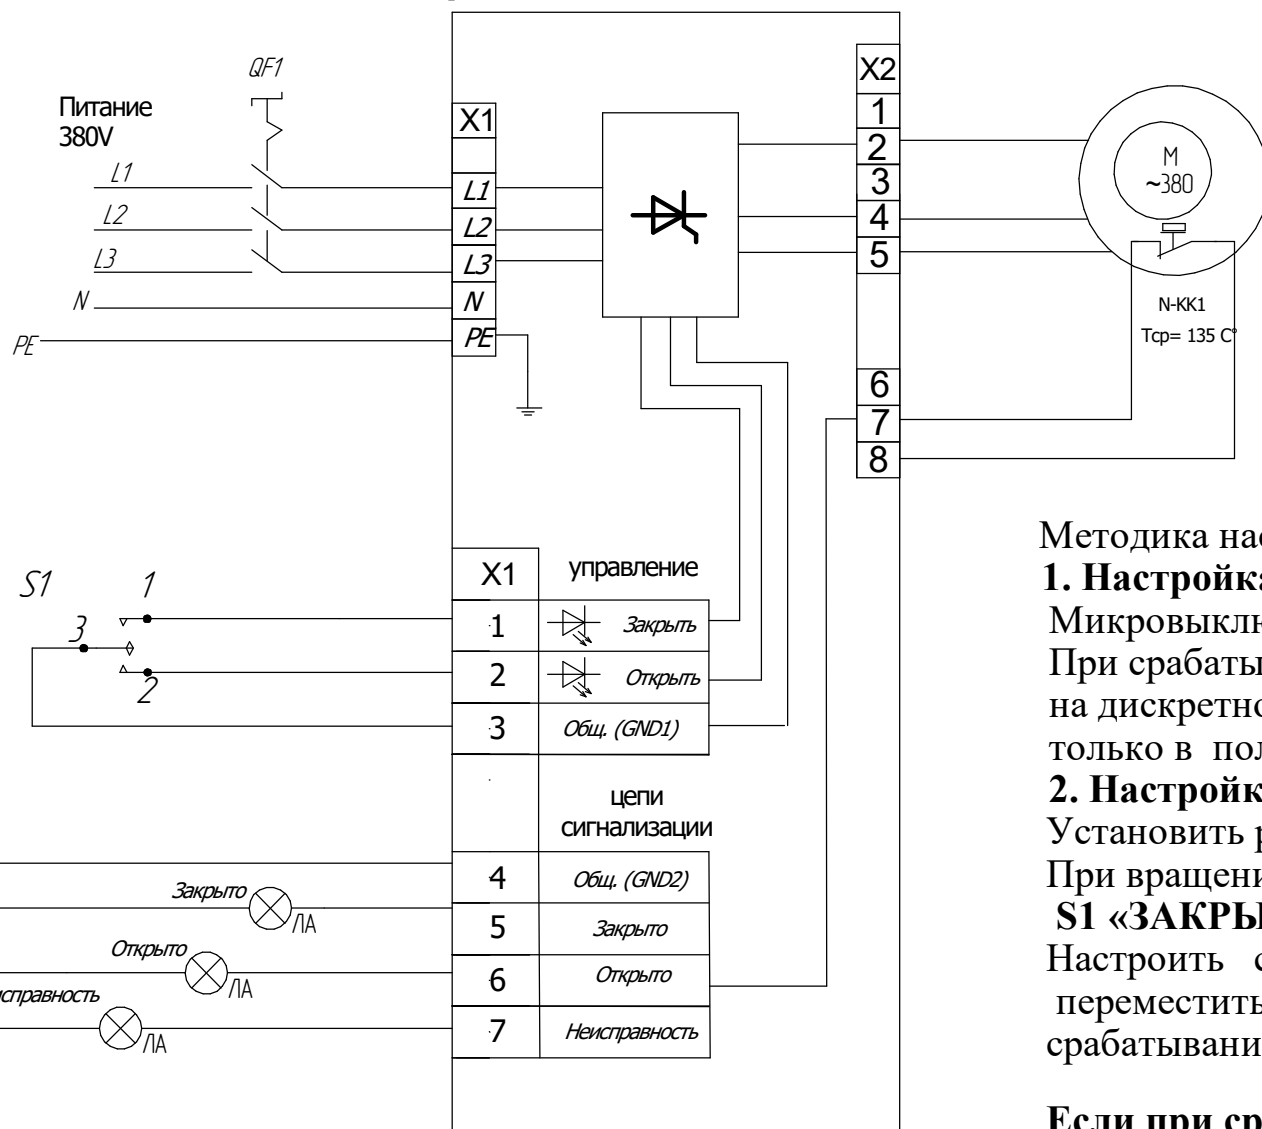 QF1
Питание
380V
L1
L2
L3
N
PE
X1
L1
L2
L3
N
PE
X2
1
2
3
4
5
6
7
8
M
~380
N-КК1
Тср= 135 С°
S1
1
3
2
X1
управление
1
Закрыть
2
Открыть
3
Общ. (GND1)
цепи
сигнализации
4
Общ. (GND2)
5
Закрыто
6
Открыто
7
Неисправность
Закрыто
ЛА
Открыто
ЛА
исправность
ЛА
Методика нас
1. Настройка
Микровыклю
При срабаты
на дискретно
только в пол
2. Настройк
Установить р
При вращени
S1 «ЗАКРЫ
Настроить с
переместить
срабатывани
Если при ср